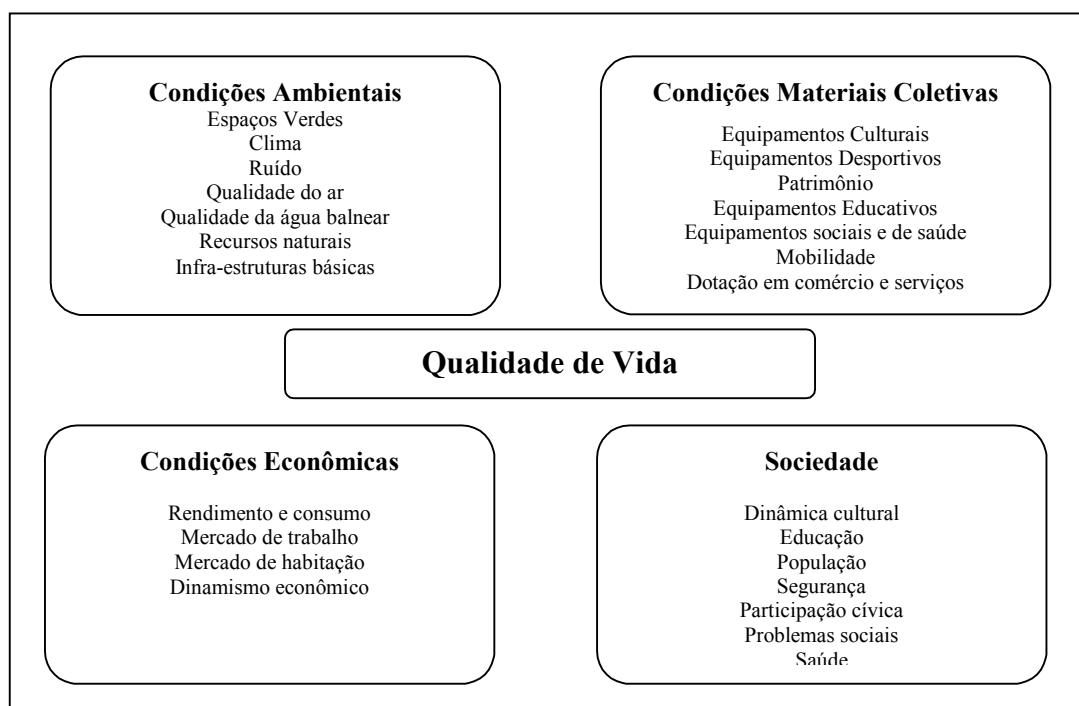 Condições Ambientais
Espaços Verdes
Clima
Ruído
Qualidade do ar
Qualidade da água balnear
Recursos naturais
Infra-estruturas básicas
Condições Materiais Coletivas
Equipamentos Culturais
Equipamentos Desportivos
Patrimônio
Equipamentos Educativos
Equipamentos sociais e de saúde
Mobilidade
Dotação em comércio e serviços
Qualidade de Vida
Condições Econômicas
Rendimento e consumo
Mercado de trabalho
Mercado de habitação
Dinamismo econômico
Sociedade
Dinâmica cultural
Educação
População
Segurança
Participação cívica
Problemas sociais
Saúde